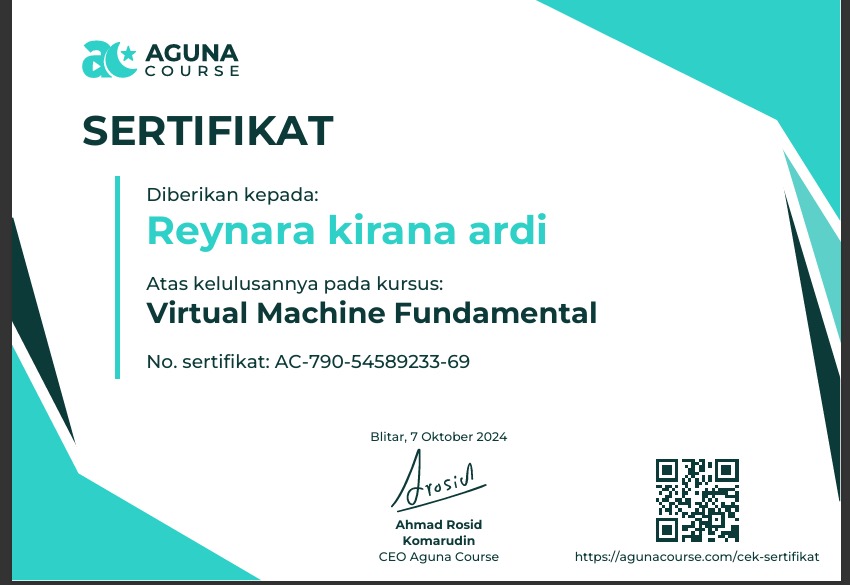 ac
AGUNA
COURSE
SERTIFIKAT
Diberikan kepada:
Reynara kirana ardi
Atas kelulusannya pada kursus:
Virtual Machine Fundamental
No. sertifikat: AC-790-54589233-69
Blitar, 7 Oktober 2024
Arosid
Ahmad Rosid
Komarudin
CEO Aguna Course
https://agunacourse.com/cek-sertifikat